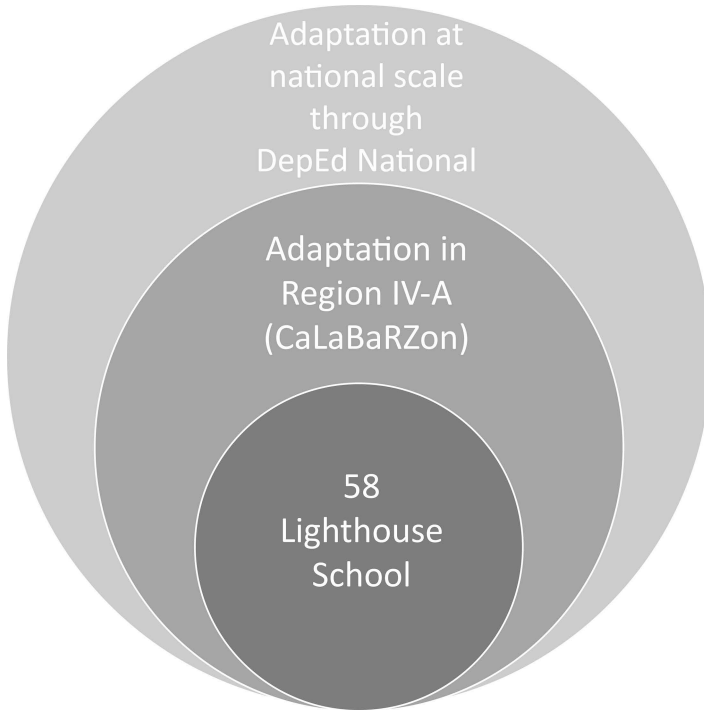 Adaptation at
national scale
through
DepEd National
Adaptation in
Region IV-A
(CaLaBaRZon)
58
Lighthouse
School